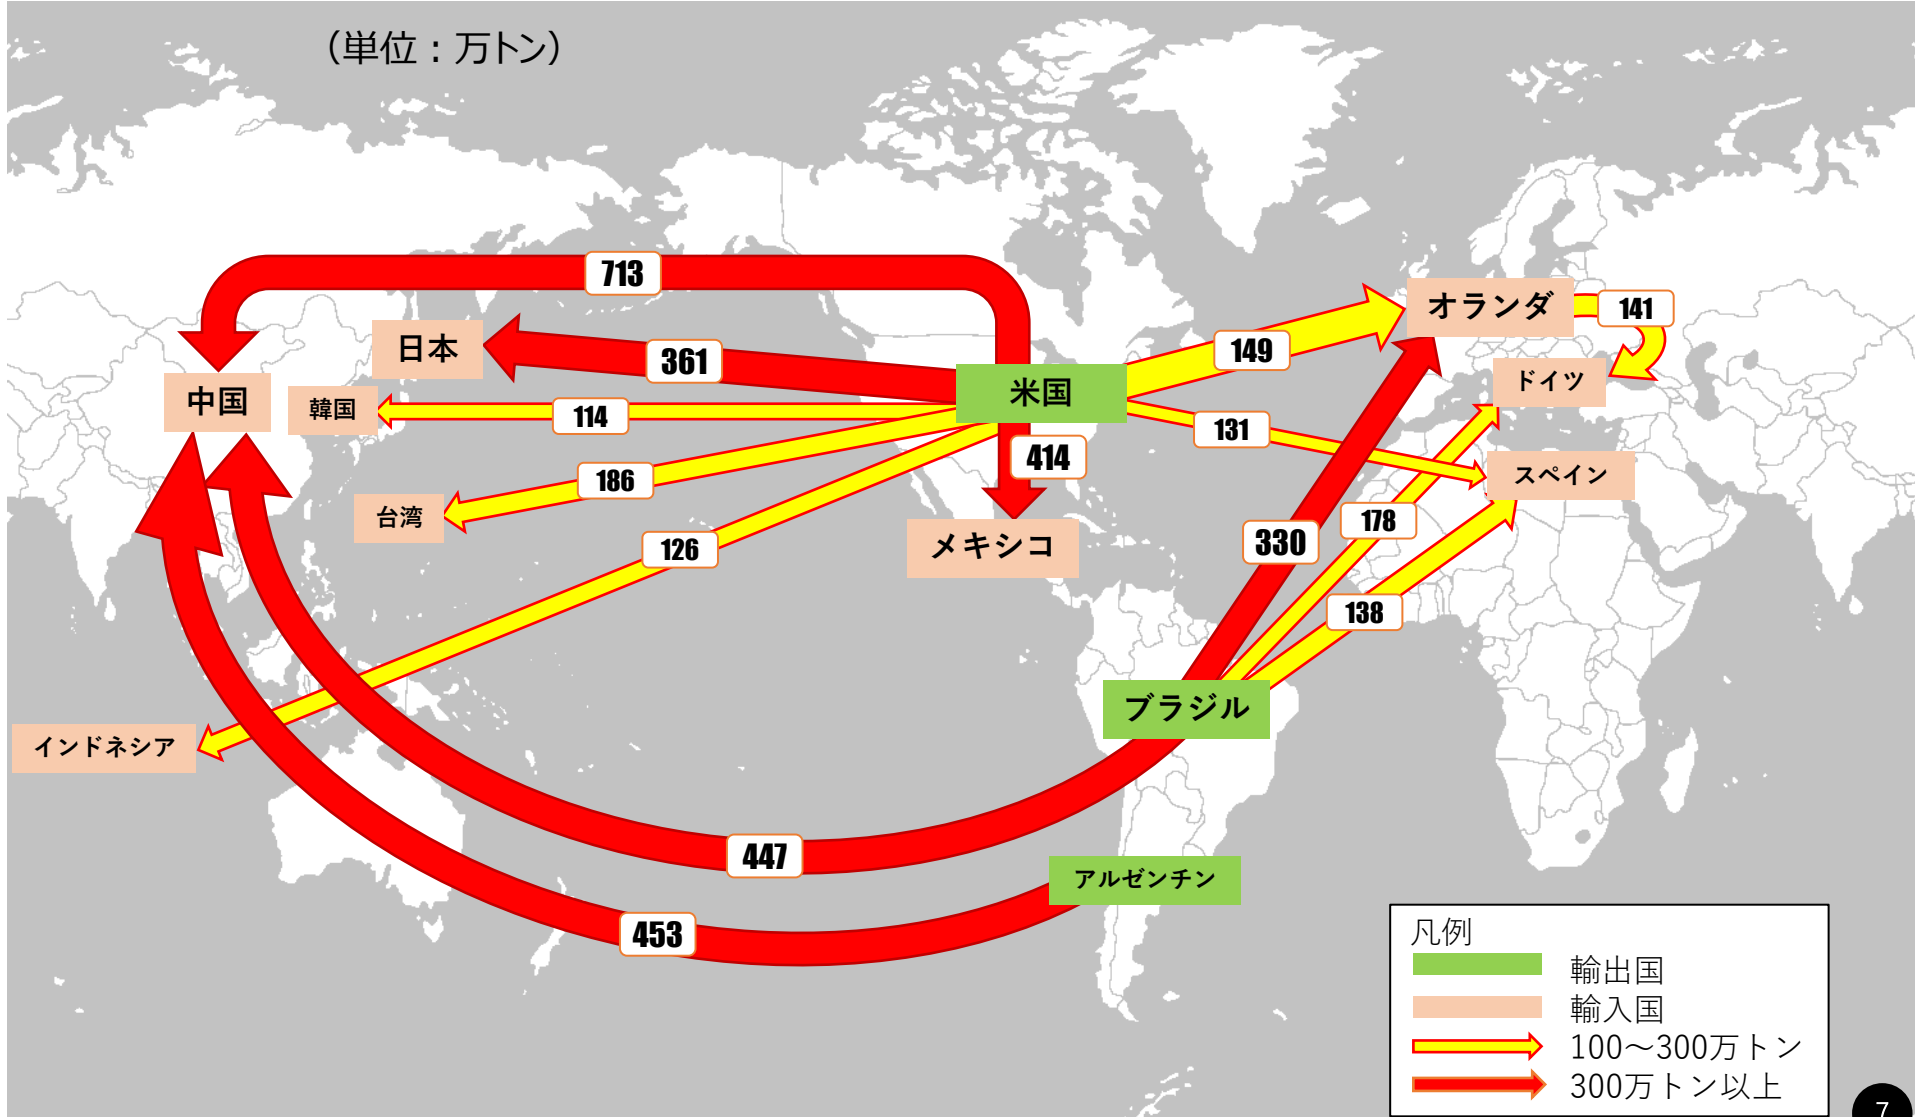 （単位：万トン）
713
オランダ
141
日本
361
149
ドイツ
中国
韓国
114
米国
131
414
スペイン
186
台湾
178
126
メキシコ
330
138
ブラジル
インドネシア
447
アルゼンチン
453
凡例
輸出国
輸入国
100～300万トン
300万トン以上
7